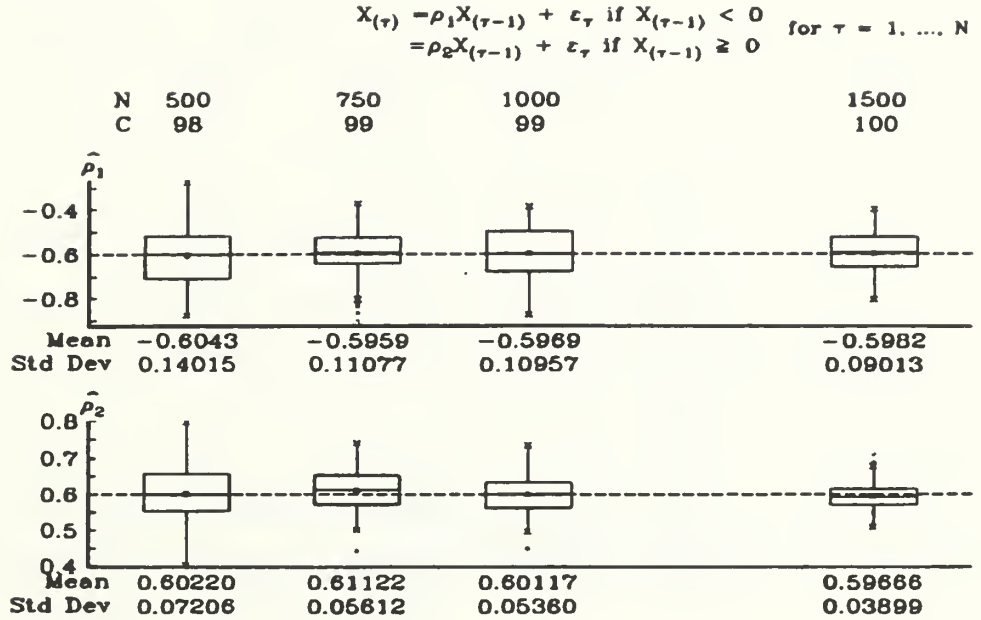 X(τ) =ρ1X(τ-1) + ετ if X(τ-1) < 0
=ρ2X(τ-1) + ετ if X(τ-1) ≧ 0
for τ = 1, ..., N
N 500 750 1000 1500
C 98 99 99 100
ρ̂1
-0.4
-0.6
-0.8
Mean -0.6043 -0.5959 -0.5969 -0.5982
Std Dev 0.14015 0.11077 0.10957 0.09013
ρ̂2
0.8
0.7
0.6
0.5
0.4
Mean 0.60220 0.61122 0.60117 0.59666
Std Dev 0.07206 0.05612 0.05360 0.03899